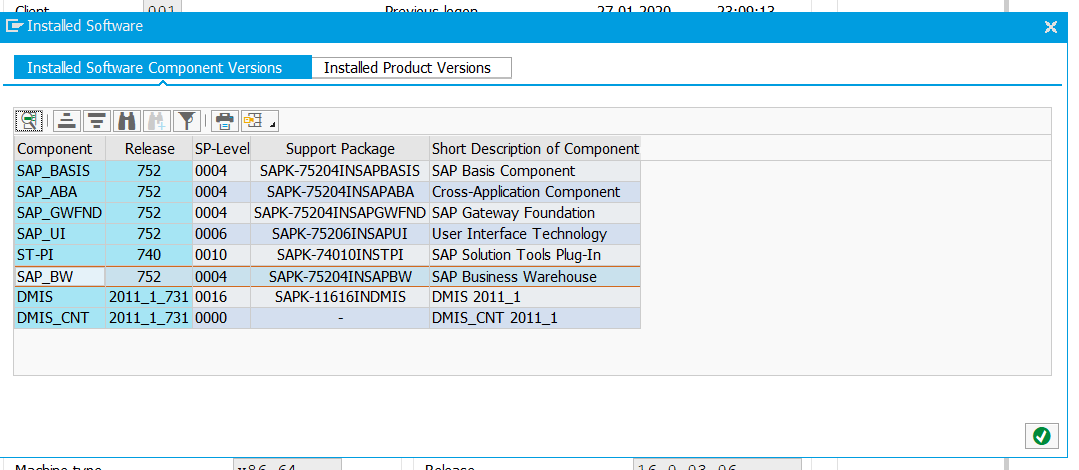 Client 001 Previous logon 27.01.2020 23:09:13
Installed Software
Installed Software Component Versions Installed Product Versions
Component Release SP-Level Support Package Short Description of Component
SAP_BASIS 752 0004 SAPK-75204INSAPBASIS SAP Basis Component
SAP_ABA 752 0004 SAPK-75204INSAPABA Cross-Application Component
SAP_GWFND 752 0004 SAPK-75204INSAPGWFND SAP Gateway Foundation
SAP_UI 752 0006 SAPK-75206INSAPUI User Interface Technology
ST-PI 740 0010 SAPK-74010INSTPI SAP Solution Tools Plug-In
SAP_BW 752 0004 SAPK-75204INSAPBW SAP Business Warehouse
DMIS 2011_1_731 0016 SAPK-11616INDMIS DMIS 2011_1
DMIS_CNT 2011_1_731 0000 - DMIS_CNT 2011_1
Machine type x86_64 Release